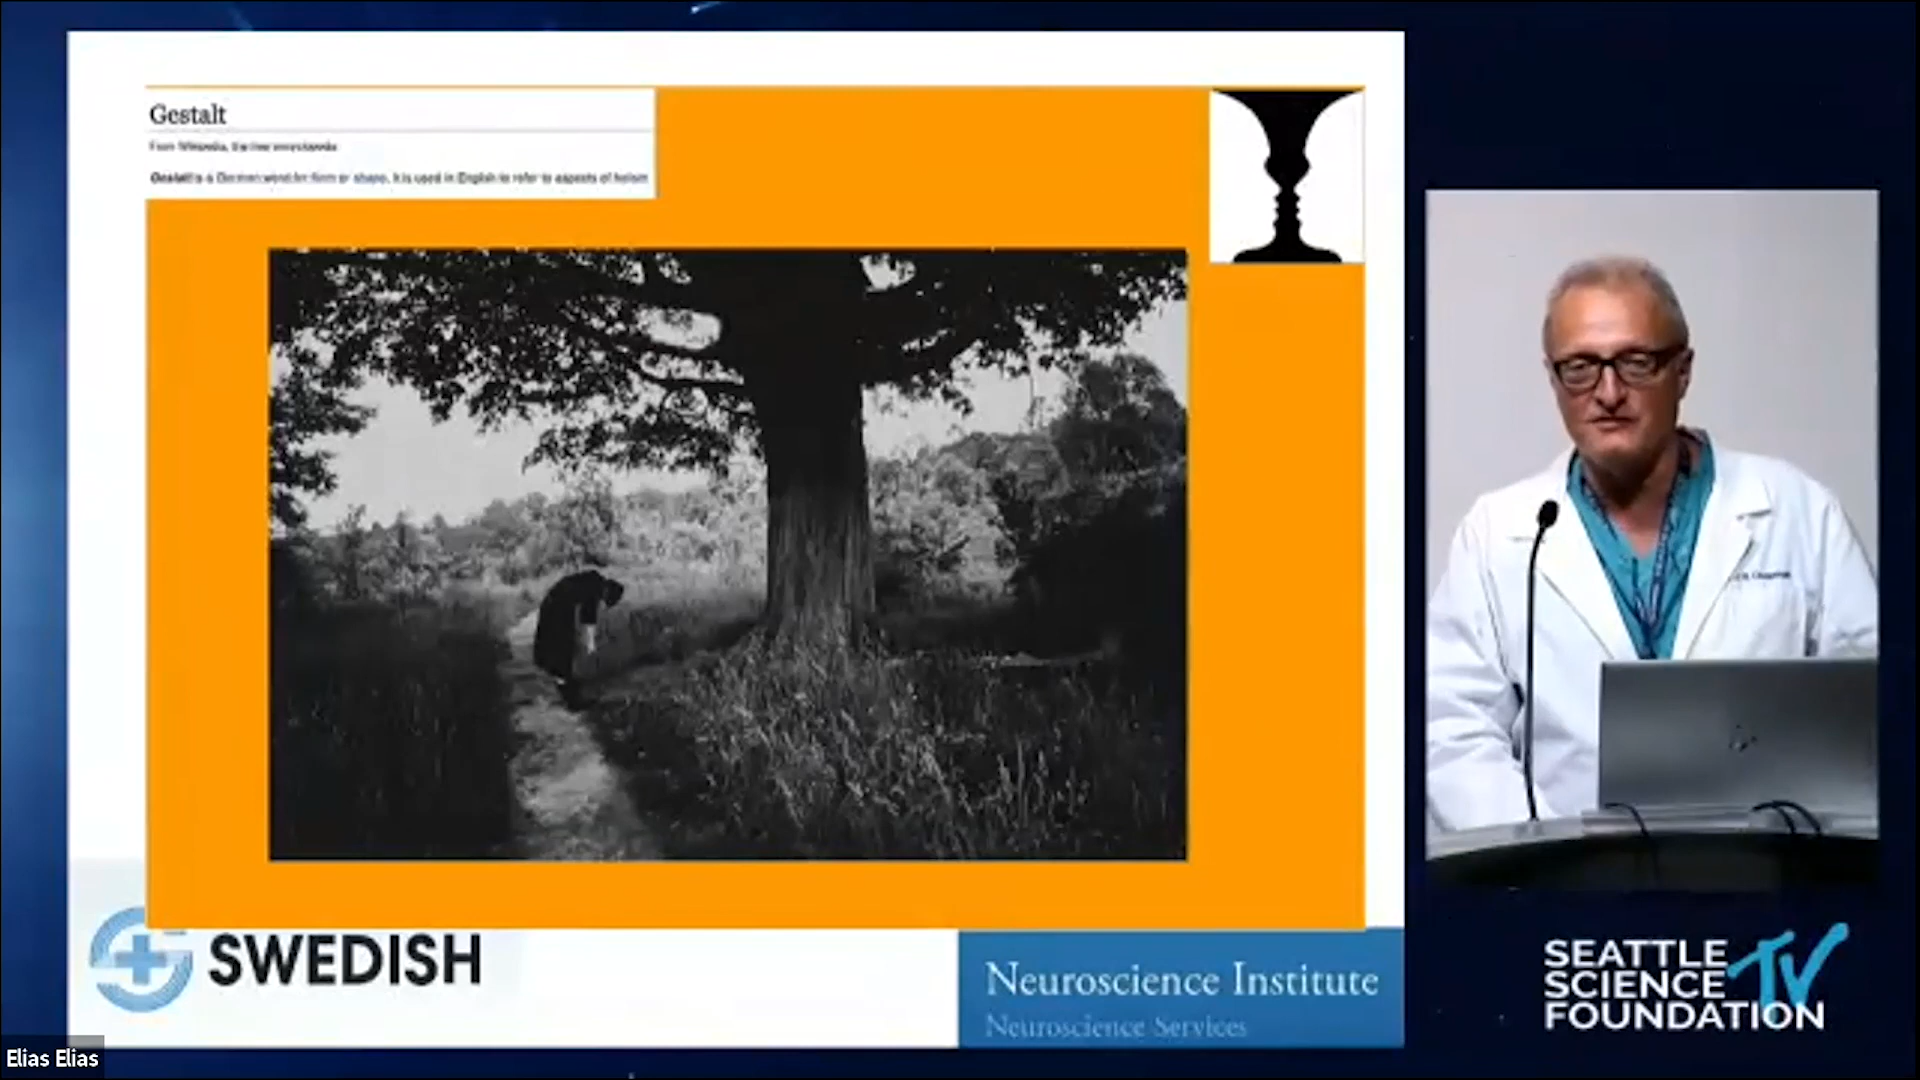 Gestalt
From Wikipedia, the free encyclopedia
Gestalt is a German word for form or shape. It is used in English to refer to aspects of holism
SWEDISH
Neuroscience Institute
Neuroscience Services
SEATTLE
SCIENCE TV
FOUNDATION
Elias Elias